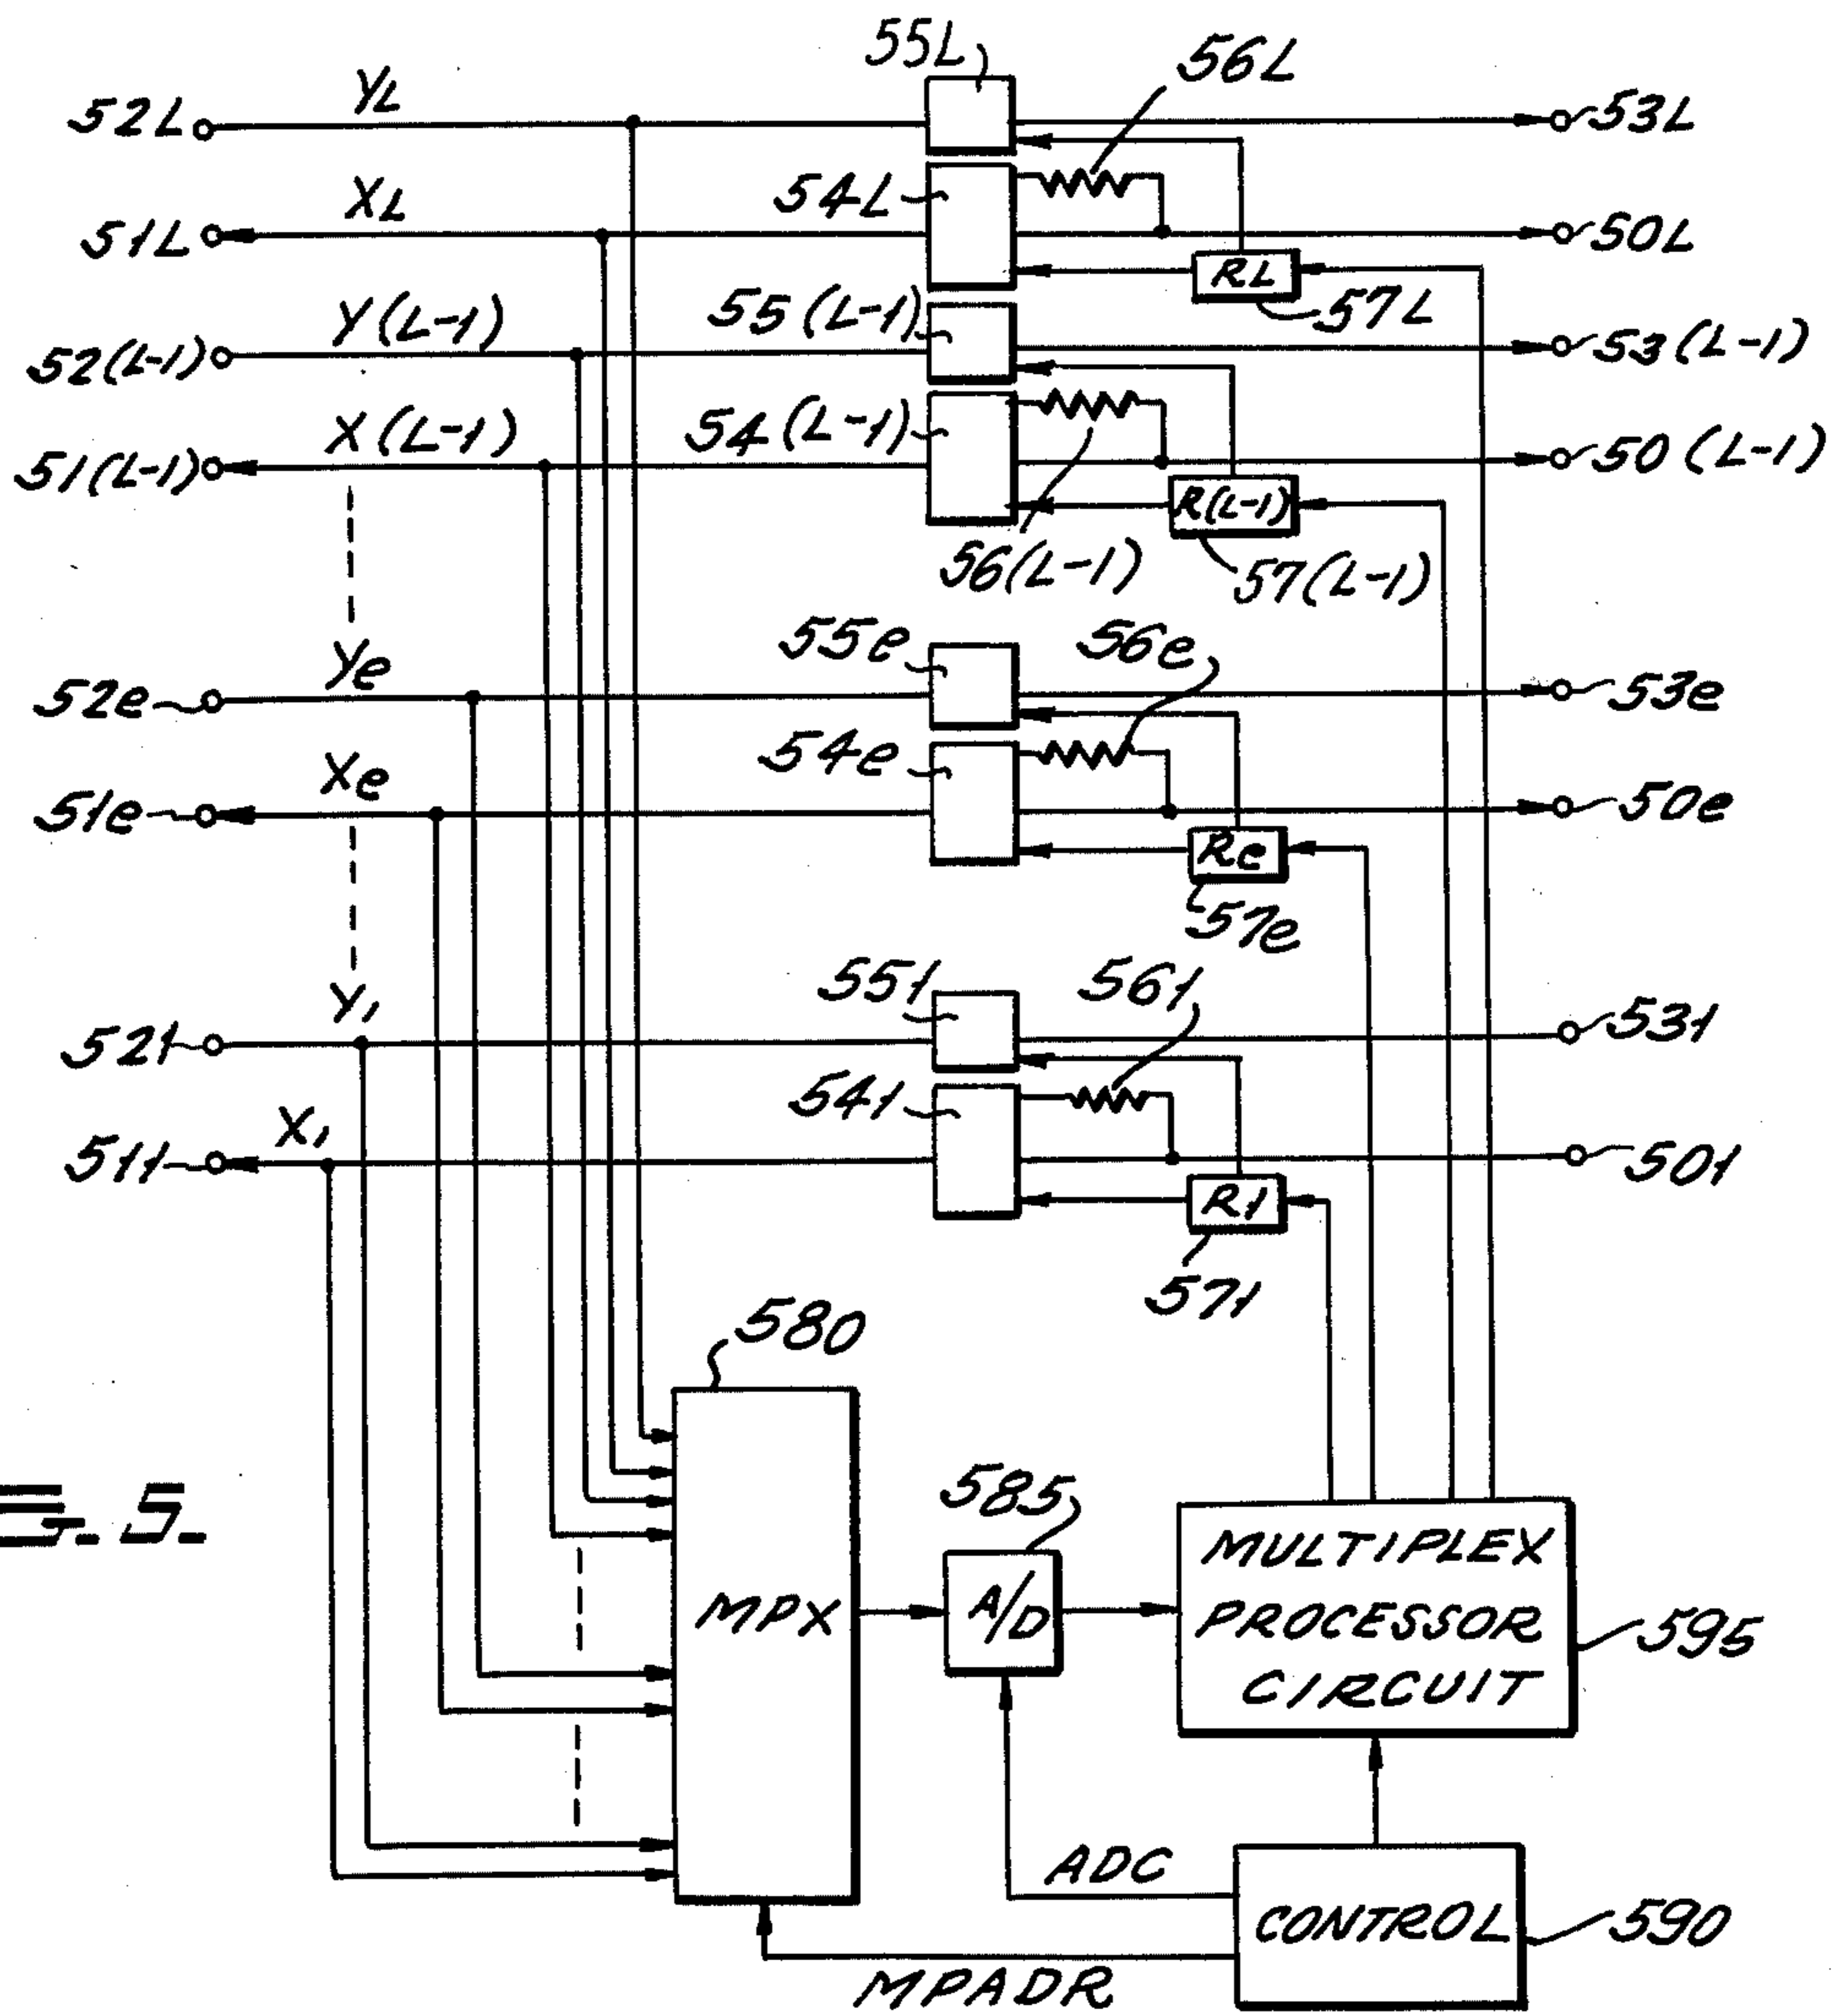 55L
56L
52L
YL
53L
54L
XL
51L
50L
RL
57L
55(L-1)
Y(L-1)
52(L-1)
53(L-1)
54(L-1)
X(L-1)
51(L-1)
50(L-1)
R(L-1)
56(L-1)
57(L-1)
55e
56e
Ye
52e
53e
54e
Xe
51e
50e
Re
57e
551
561
Y1
521
531
541
X1
511
501
R1
571
580
585
G. 5.
MPX
A/D
MULTIPLEX
PROCESSOR
CIRCUIT
595
ADC
CONTROL
590
MPADR